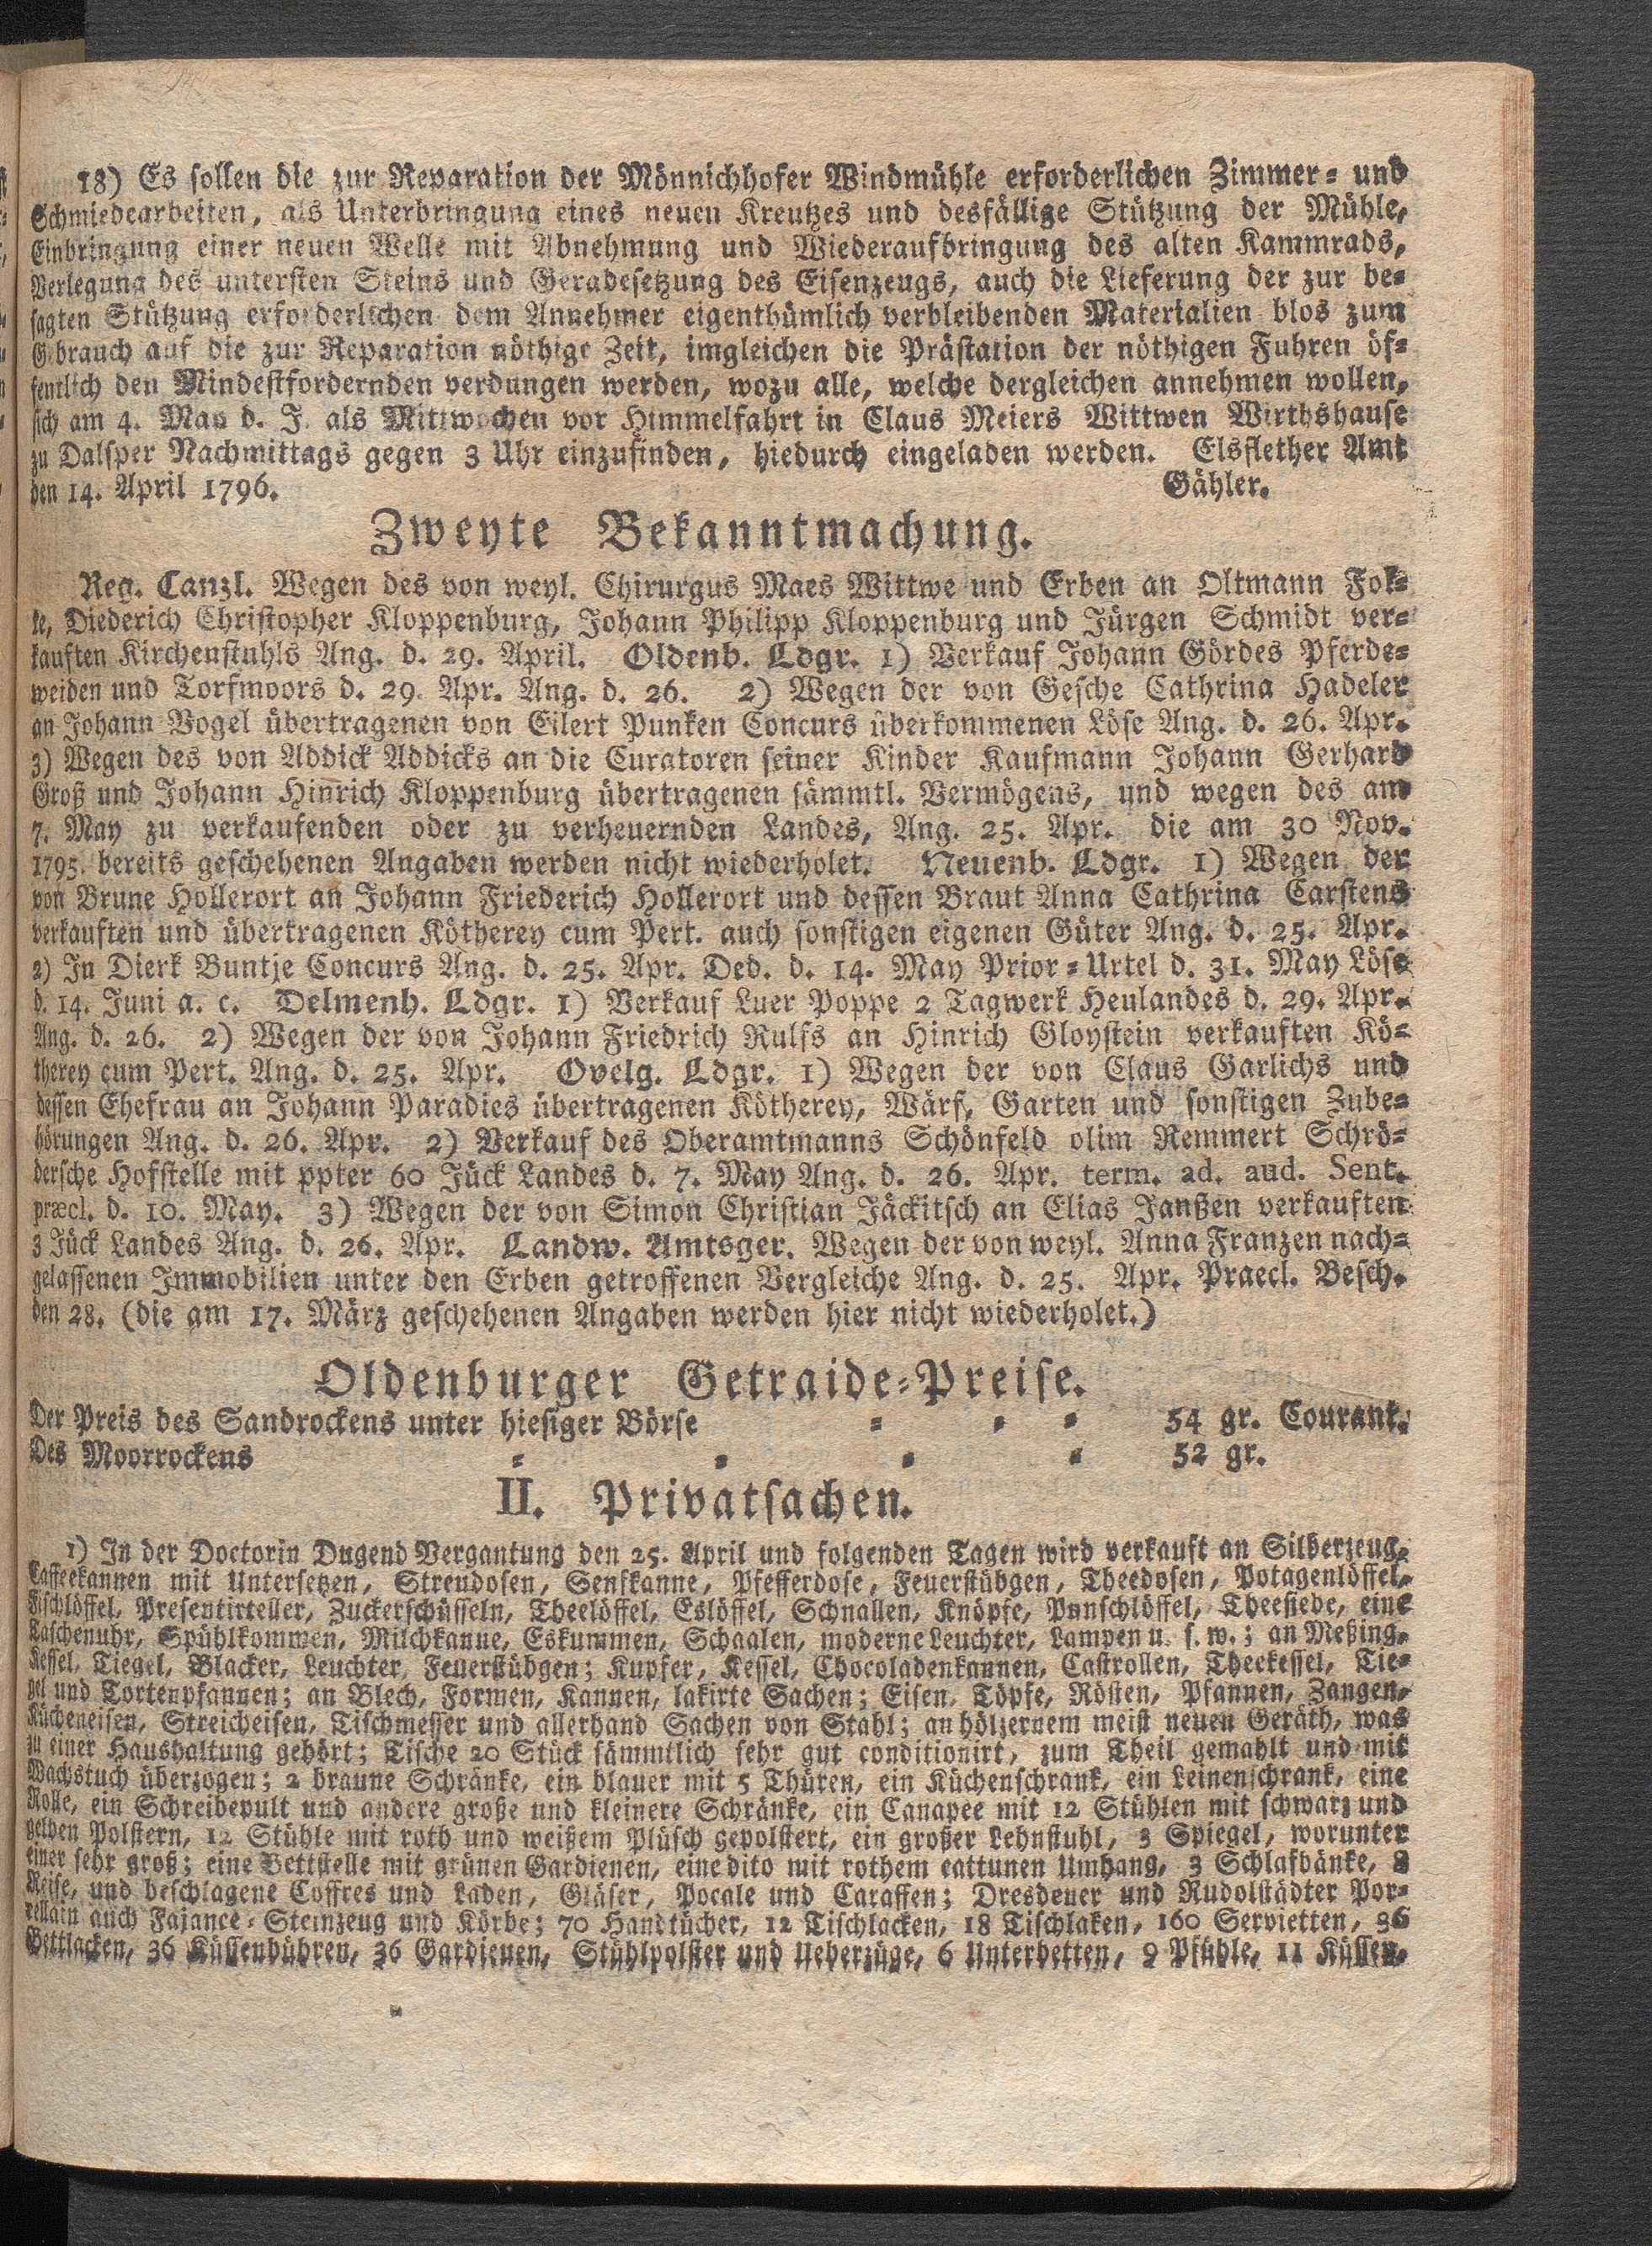 18) Es sollen die zur Reparation der Mönnichhofer Windmühle erforderlichen Zimmer= und
Schmiedearbeiten, als Unterbringung eines neuen Kreutzes und desfällige Stützung der Mühle,
Einbringung einer neuen Welle mit Abnehmung und Wiederaufbringung des alten Kammrads,
Verlegung des untersten Steins und Geradesetzung des Eisenzeugs, auch die Lieferung der zur be=
sagten Stützung erforderlichen dem Annehmer eigenthümlich verbleibenden Materialien blos zum
Gebrauch auf die zur Reparation nöthige Zeit, imgleichen die Prästation der nöthigen Fuhren öf=
fentlich den Mindestfordernden verdungen werden, wozu alle, welche dergleichen annehmen wollen,
sich am 4. May d. J. als Mittwochen vor Himmelfahrt in Claus Meiers Wittwen Wirthshause
zu Dalsper Nachmittags gegen 3 Uhr einzufinden, hiedurch eingeladen werden. Elsflether Amt
den 14. April 1796. Gähler.
Zweyte Bekanntmachung.
Reg. Canzl. Wegen des von weyl. Chirurgus Maes Wittwe und Erben an Oltmann Fol=
te, Diederich Christopher Kloppenburg, Johann Philipp Kloppenburg und Jürgen Schmidt ver=
kauften Kirchenstuhls Ang. d. 29. April. Oldenb. Ldgr. 1) Verkauf Johann Gördes Pferde=
weiden und Torfmoors d. 29. Apr. Ang. d. 26. 2) Wegen der von Gesche Cathrina Hadeler
an Johann Vogel übertragenen von Eilert Punken Concurs überkommenen Löse Ang. d. 26. Apr.
3) Wegen des von Addick Addicks an die Curatoren seiner Kinder Kaufmann Johann Gerhard
Groß und Johann Hinrich Kloppenburg übertragenen sämmtl. Vermögens, und wegen des am
7. May zu verkaufenden oder zu verheuernden Landes, Ang. 25. Apr. die am 30 Nov.
1795. bereits geschehenen Angaben werden nicht wiederholet. Neuenb. Ldgr. 1) Wegen der
von Brune Hollerort an Johann Friederich Hollerort und dessen Braut Anna Cathrina Carstens
verkauften und übertragenen Kötherey cum Pert. auch sonstigen eigenen Güter Ang. d. 25. Apr.
2) In Dierk Buntje Concurs Ang. d. 25. Apr. Ded. d. 14. May Prior=Urtel d. 31. May Löse
d. 14. Juni a. c. Delmenh. Ldgr. 1) Verkauf Luer Poppe 2 Tagwerk Heulandes d. 29. Apr.
Ang. d. 26. 2) Wegen der von Johann Friedrich Rulfs an Hinrich Gloystein verkauften Kö=
therey cum Pert. Ang. d. 25. Apr. Ovelg. Ldgr. 1) Wegen der von Claus Garlichs und
dessen Ehefrau an Johann Paradies übertragenen Kötherey, Wärf, Garten und sonstigen Zube=
hörungen Ang. d. 26. Apr. 2) Verkauf des Oberamtmanns Schönfeld olim Remmert Schrö=
dersche Hofstelle mit ppter 60 Jück Landes d. 7. May Ang. d. 26. Apr. term. ad. aud. Sent.
præcl. d. 10. May. 3) Wegen der von Simon Christian Jäckitsch an Elias Janßen verkauften
3 Jück Landes Ang. d. 26. Apr. Landw. Amtsger. Wegen der von weyl. Anna Franzen nach=
gelassenen Immobilien unter den Erben getroffenen Vergleiche Ang. d. 25. Apr. Praecl. Besch.
den 28. (die am 17. März geschehenen Angaben werden hier nicht wiederholet.)
Oldenburger Getraide=Preise.
Der Preis des Sandrockens unter hiesiger Börse = = = 54 gr. Courant.
Des Moorrockens = = = = 52 gr.
II. Privatsachen.
1) In der Doctorin Dugend Vergantung den 25. April und folgenden Tagen wird verkauft an Silberzeug,
Caffeekannen mit Untersetzen, Streudosen, Senfkanne, Pfefferdose, Feuerstübgen, Theedosen, Potagenlöffel,
Fischlöffel, Presentirteller, Zuckerschüsseln, Theelöffel, Eslöffel, Schnallen, Knöpfe, Punschlöffel, Theesiebe, eine
Taschenuhr, Spühlkommen, Milchkanne, Eskummen, Schaalen, moderne Leuchter, Lampen u. s. w.; an Meßing,
Kessel, Tiegel, Blacker, Leuchter, Feuerstübgen; Kupfer, Kessel, Chocoladenkannen, Castrollen, Theekessel, Tie=
gel und Tortenpfannen; an Blech, Formen, Kannen, lakirte Sachen; Eisen, Töpfe, Rösten, Pfannen, Zangen,
Kücheneisen, Streicheisen, Tischmesser und allerhand Sachen von Stahl; an hölzernem meist neuen Geräth, was
zu einer Haushaltung gehört; Tische 20 Stück sämmtlich sehr gut conditionirt, zum Theil gemahlt und mit
Wachstuch überzogen; 2 braune Schränke, ein blauer mit 5 Thüren, ein Küchenschrank, ein Leinenschrank, eine
Rolle, ein Schreibepult und andere große und kleinere Schränke, ein Canapee mit 12 Stühlen mit schwarz und
gelben Polstern, 12 Stühle mit roth und weißem Plüsch gepolstert, ein großer Lehnstuhl, 3 Spiegel, worunter
einer sehr groß; eine Bettstelle mit grünen Gardienen, eine dito mit rothem cattunen Umhang, 3 Schlafbänke, 8
Reise, und beschlagene Coffres und Laden, Gläser, Pocale und Caraffen; Dresdener und Rudolstädter Por=
cellain auch Fajance=Steinzeug und Körbe; 70 Handtücher, 12 Tischlacken, 18 Tischlaken, 160 Servietten, 36
Bettlacken, 36 Küssenbühren, 36 Gardienen, Stühlpolster und Ueberzüge, 6 Unterbetten, 9 Pfühle, 11 Küssen,